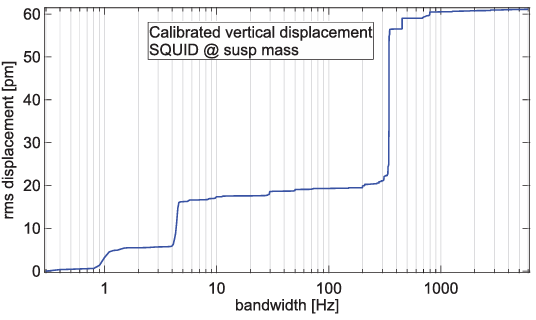 Calibrated vertical displacement
SQUID @ susp mass
rms displacement [pm]
60
50
40
30
20
10
0
1
10
100
1000
bandwidth [Hz]